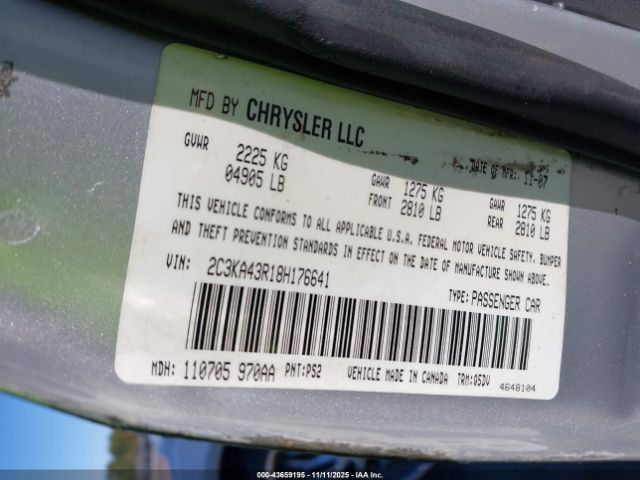 MFD BY CHRYSLER LLC
DATE OF MFR: 11-07
GVWR 2225 KG 04905 LB
GAWR FRONT 1275 KG 2810 LB
GAWR REAR 1275 KG 2810 LB
THIS VEHICLE CONFORMS TO ALL APPLICABLE U.S.A. FEDERAL MOTOR VEHICLE SAFETY, BUMPER
AND THEFT PREVENTION STANDARDS IN EFFECT ON THE DATE OF MANUFACTURE SHOWN ABOVE.
VIN: 2C3KA43R18H176641
TYPE: PASSENGER CAR
MDH: 110705 970AA PNT:PS2 VEHICLE MADE IN CANADA TRM:05DV
4648104
000-43659195 - 11/11/2025 - IAA Inc.